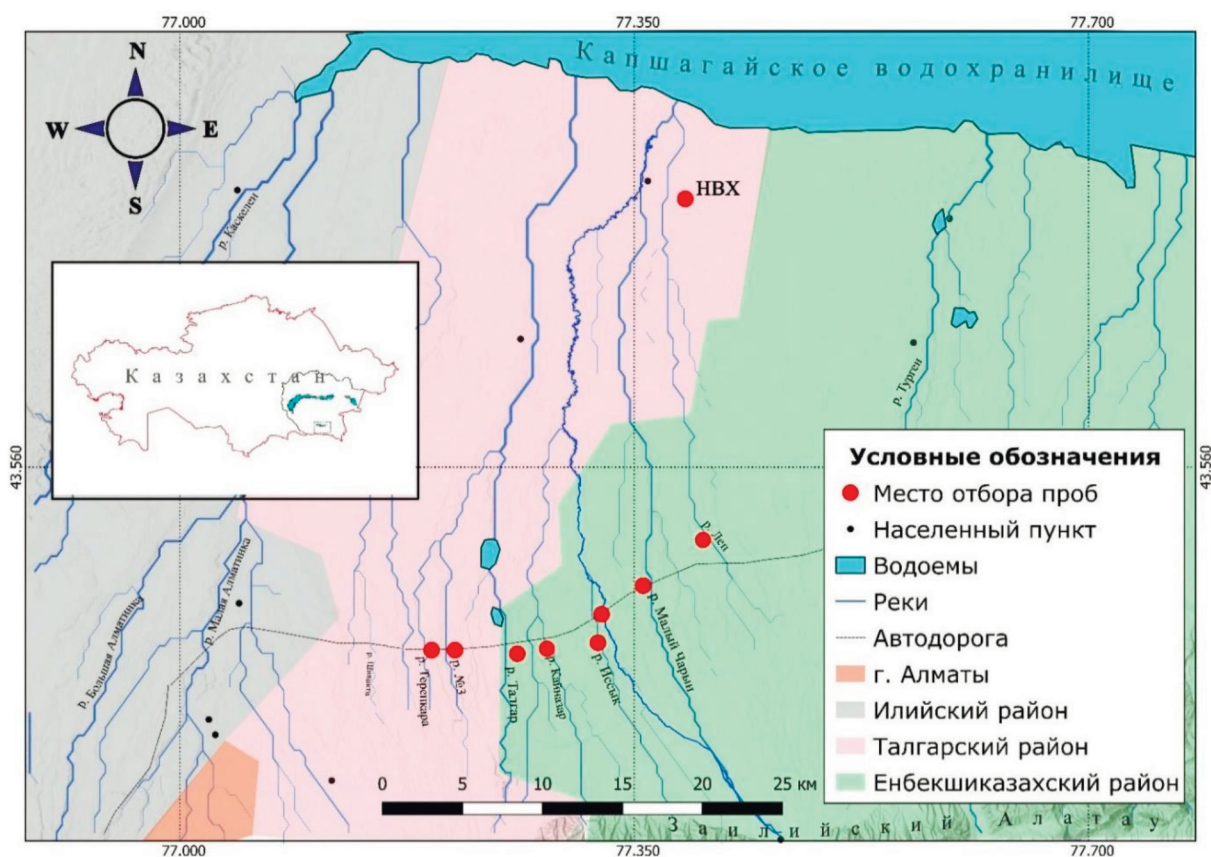 77.000
77.350
77.700
Капшагайское водохранилище
N
W
E
S
НВХ
р. Каскелен
Казахстан
р. Турген
43.560
43.560
Условные обозначения
Место отбора проб
Населенный пункт
Водоемы
Реки
Автодорога
г. Алматы
Илийский район
Талгарский район
Енбекшиказахский район
р. Леп
р. Большая Алматинка
р. Малая Алматинка
р. Теренкара
р. №3
р. Талгар
р. Кайназар
р. Иссык
р. Малый Чарын
0 5 10 15 20 25 км
Заилийский Алатау
77.000
77.350
77.700